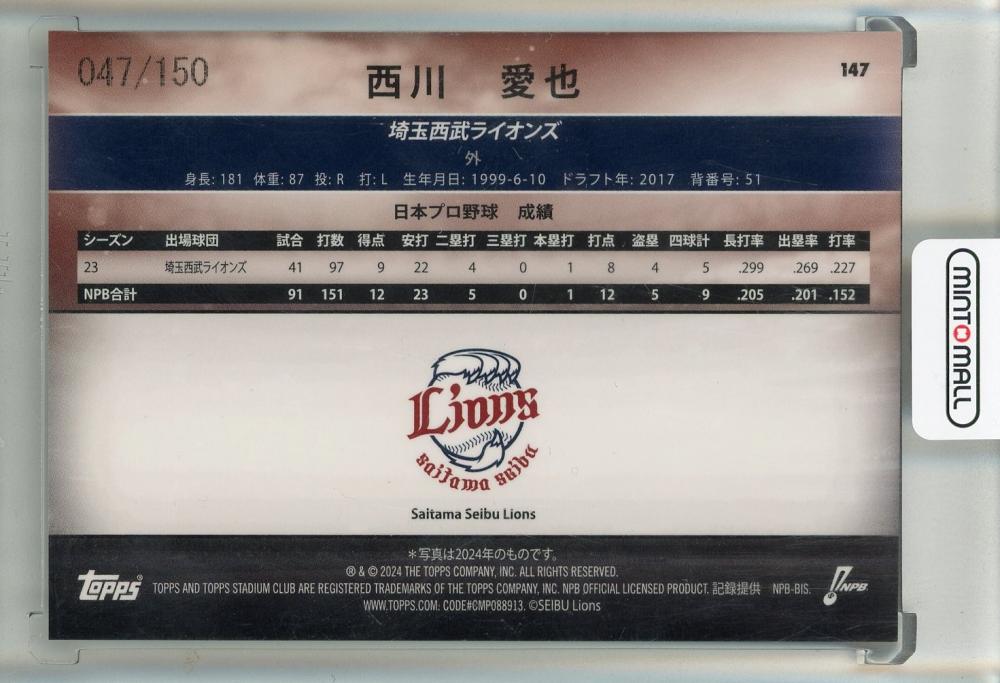 047/150
西川 愛也
147
埼玉西武ライオンズ
外
身長: 181 体重: 87 投: R 打: L 生年月日: 1999-6-10 ドラフト年: 2017 背番号: 51
日本プロ野球 成績
シーズン 出場球団 試合 打数 得点 安打 二塁打 三塁打 本塁打 打点 盗塁 四球計 長打率 出塁率 打率
23 埼玉西武ライオンズ 41 97 9 22 4 0 1 8 4 5 .299 .269 .227
NPB合計 91 151 12 23 5 0 1 12 5 9 .205 .201 .152
Lions
saitama seibu
Saitama Seibu Lions
＊写真は2024年のものです。
® & © 2024 THE TOPPS COMPANY, INC. ALL RIGHTS RESERVED.
topps®
TOPPS AND TOPPS STADIUM CLUB ARE REGISTERED TRADEMARKS OF THE TOPPS COMPANY, INC. NPB OFFICIAL LICENSED PRODUCT. 記録提供 NPB-BIS.
NPB
WWW.TOPPS.COM: CODE#CMP088913. ©SEIBU Lions
MINTOMALL